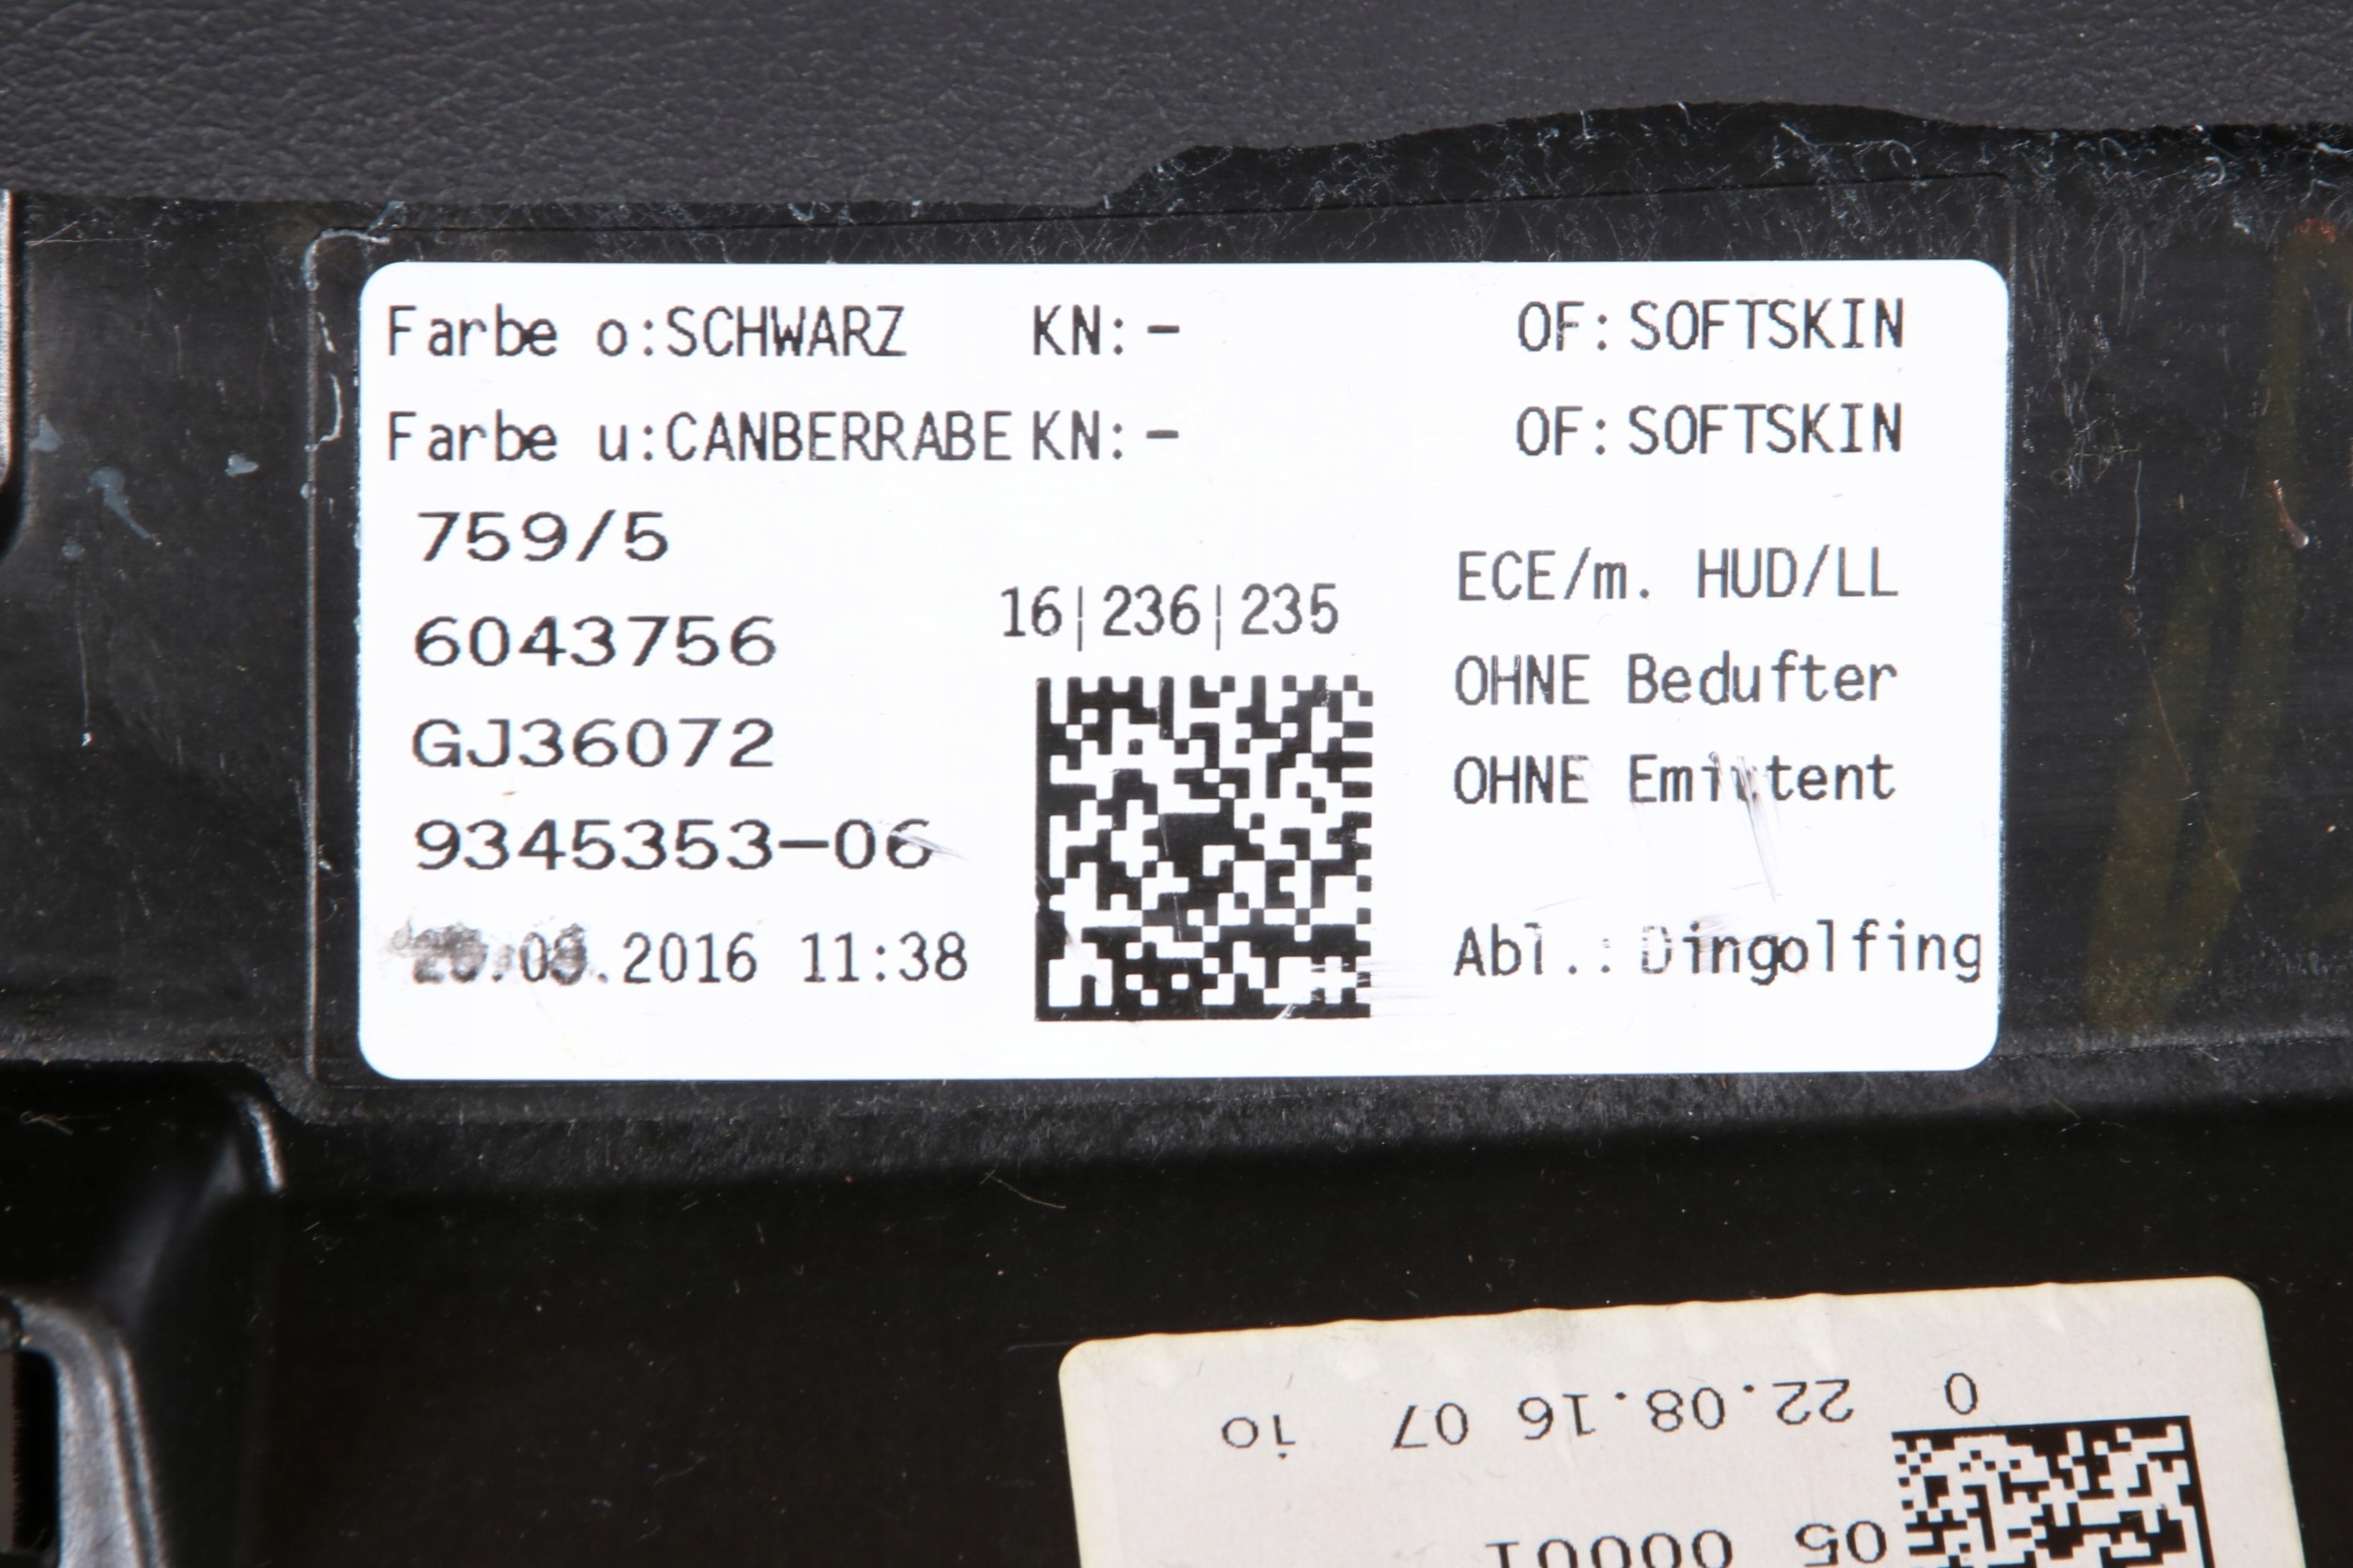 Farbe o:SCHWARZ KN:- OF:SOFTSKIN
Farbe u:CANBERRABE KN:- OF:SOFTSKIN
759/5
6043756
GJ36072
9345353-06
.2016 11:38
16|236|235
ECE/m. HUD/LL
OHNE Bedufter
OHNE Emittent
Abl.: Dingolfing
0 22.08.16 07 io
05 00001